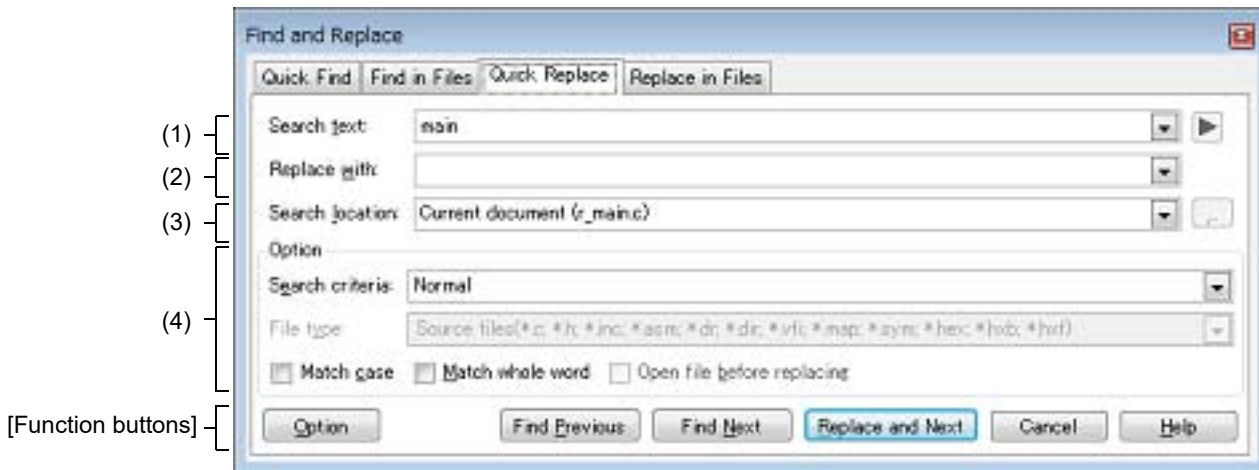 Find and Replace
Quick Find Find in Files Quick Replace Replace in Files
(1) Search text: main
(2) Replace with:
(3) Search location: Current document (r_main.c)
Option
Search criteria: Normal
(4) File type: Source files(*.c; *.h; *.inc; *.asm; *.dr; *.dir; *.vfi; *.map; *.sym; *.hex; *.hxb; *.hxf)
Match case Match whole word Open file before replacing
[Function buttons] Option Find Previous Find Next Replace and Next Cancel Help